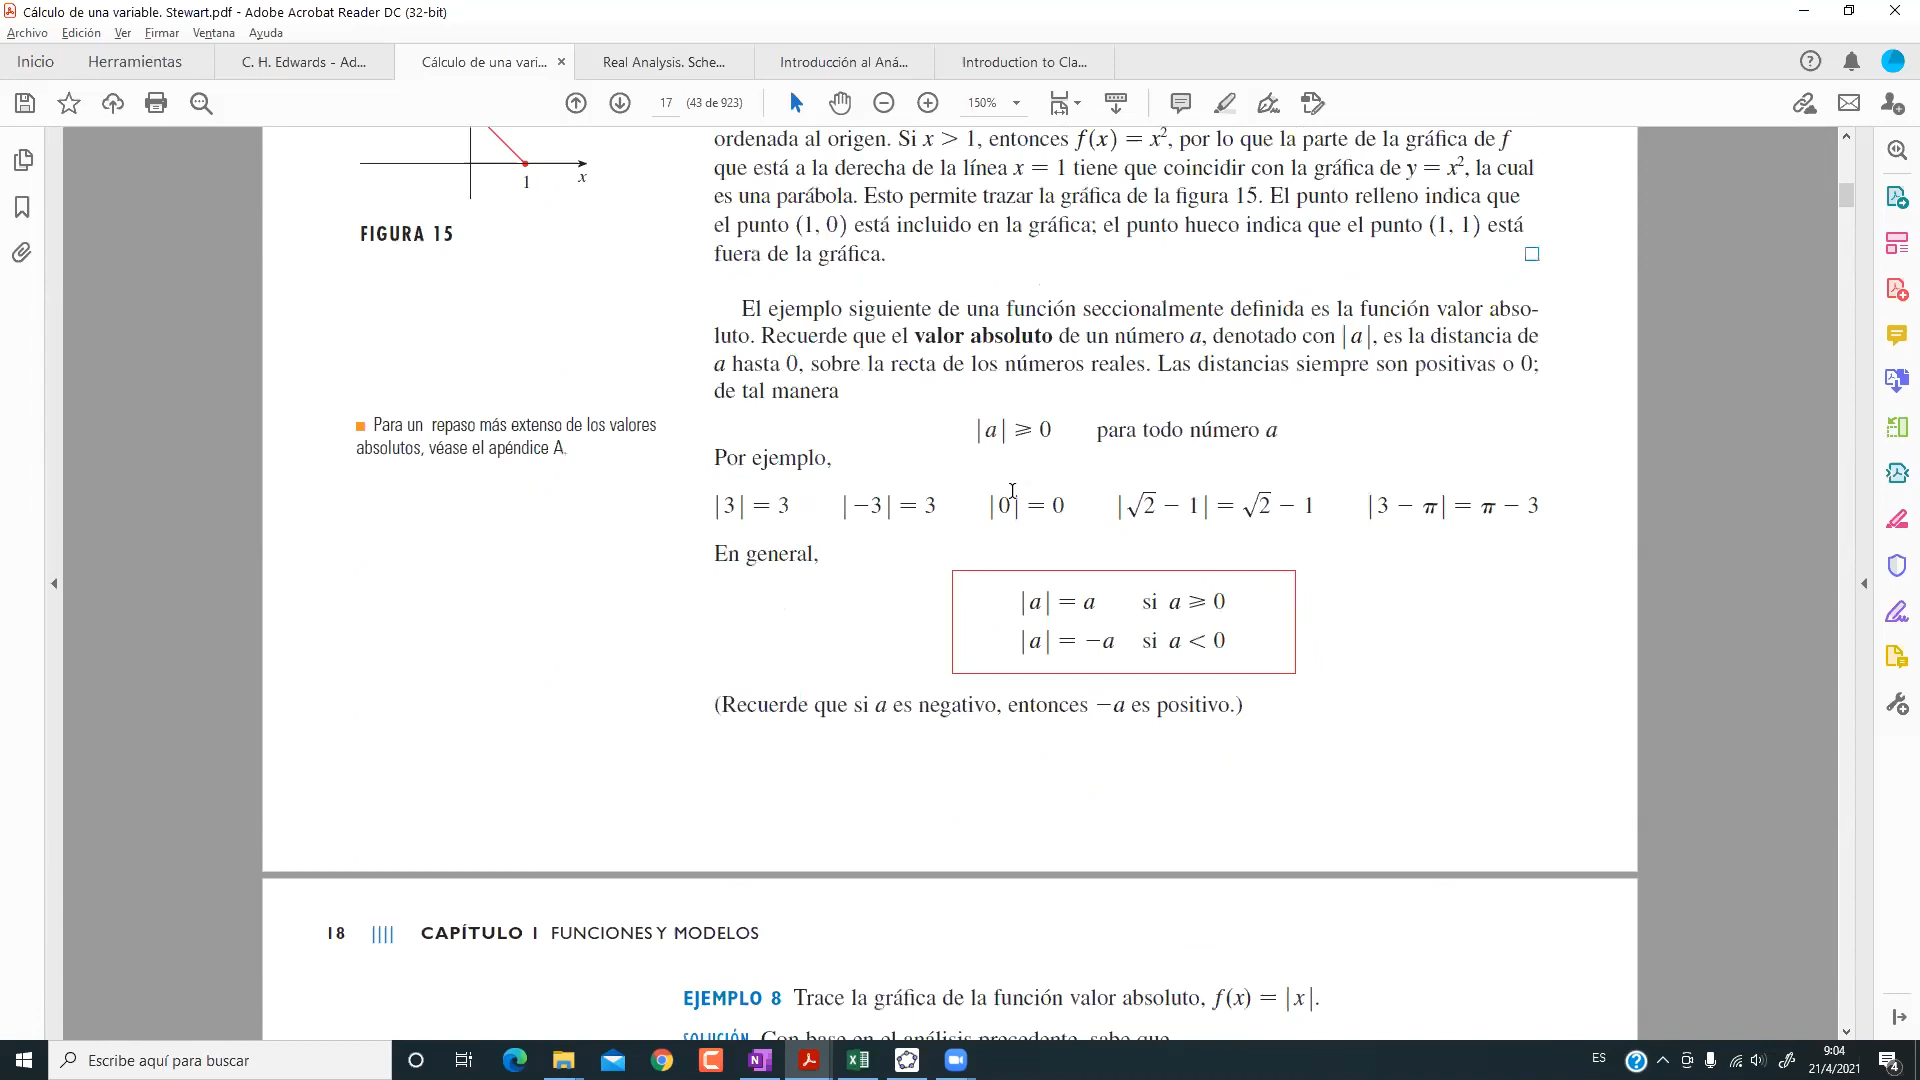 Cálculo de una variable. Stewart.pdf - Adobe Acrobat Reader DC (32-bit)
Archivo Edición Ver Firmar Ventana Ayuda
Inicio Herramientas C. H. Edwards - Ad... Cálculo de una vari... × Real Analysis. Sche... Introducción al Aná... Introduction to Cla...
17 (43 de 923) 150%
ordenada al origen. Si x > 1, entonces f(x) = x², por lo que la parte de la gráfica de f
que está a la derecha de la línea x = 1 tiene que coincidir con la gráfica de y = x², la cual
es una parábola. Esto permite trazar la gráfica de la figura 15. El punto relleno indica que
el punto (1, 0) está incluido en la gráfica; el punto hueco indica que el punto (1, 1) está
fuera de la gráfica.
1 x
FIGURA 15
El ejemplo siguiente de una función seccionalmente definida es la función valor abso-
luto. Recuerde que el valor absoluto de un número a, denotado con |a|, es la distancia de
a hasta 0, sobre la recta de los números reales. Las distancias siempre son positivas o 0;
de tal manera
Para un repaso más extenso de los valores
absolutos, véase el apéndice A.
|a| ⩾ 0 para todo número a
Por ejemplo,
|3| = 3 |−3| = 3 |0| = 0 |√2 − 1| = √2 − 1 |3 − π| = π − 3
En general,
|a| = a si a ⩾ 0
|a| = −a si a < 0
(Recuerde que si a es negativo, entonces −a es positivo.)
18 |||| CAPÍTULO 1 FUNCIONES Y MODELOS
EJEMPLO 8 Trace la gráfica de la función valor absoluto, f(x) = |x|.
SOLUCIÓN Con base en el análisis precedente, sabe que
Escribe aquí para buscar
ES 9:04
21/4/2021
4